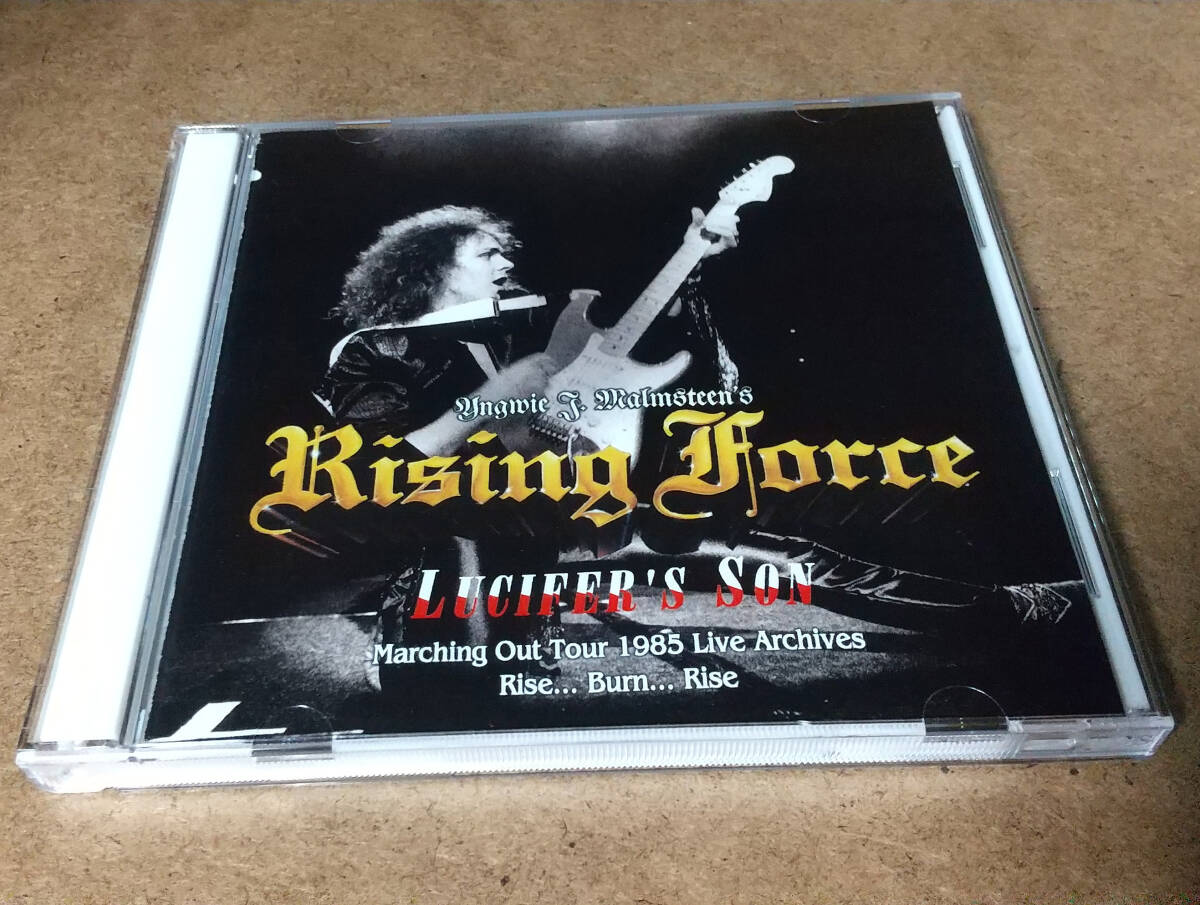 Yngwie J. Malmsteen's
Rising Force
LUCIFER'S SON
Marching Out Tour 1985 Live Archives
Rise... Burn... Rise